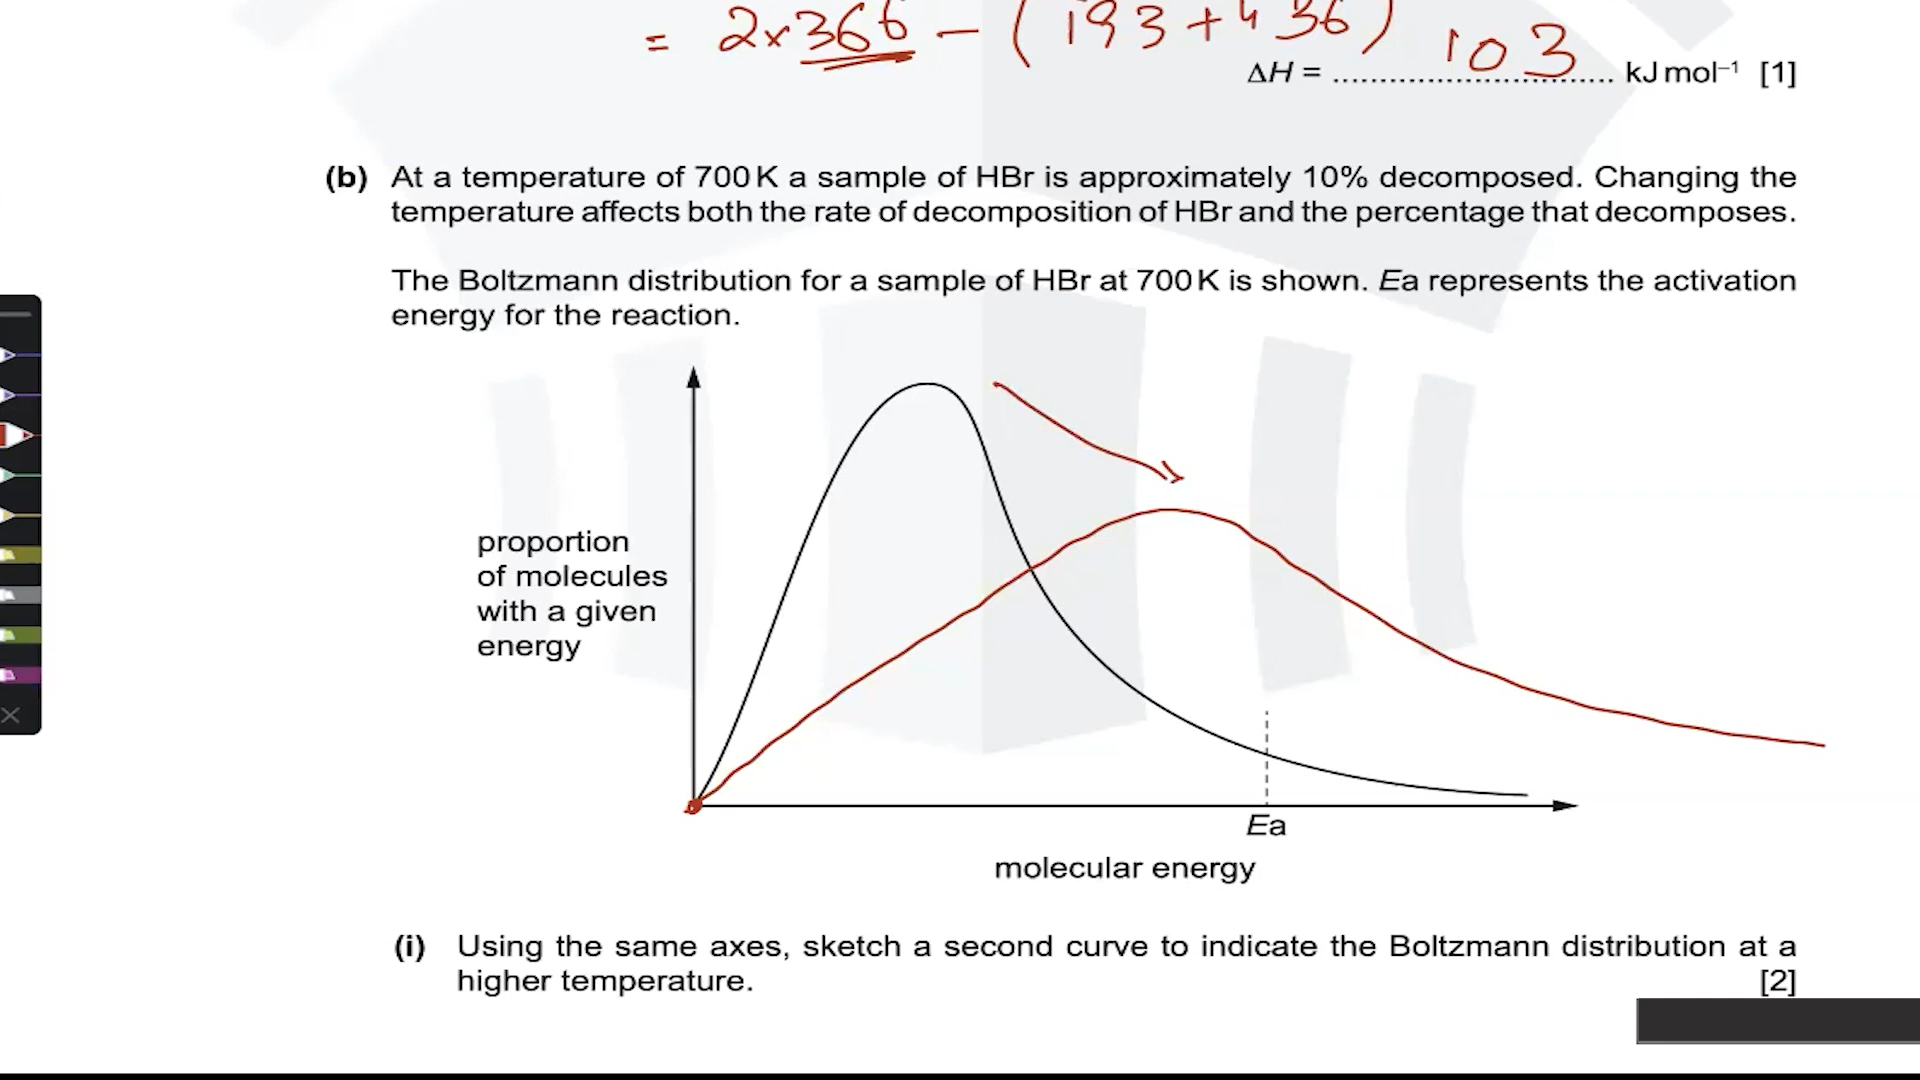 = 2x366 - (193+436) 103
ΔH = .............................. kJ mol⁻¹ [1]
(b) At a temperature of 700 K a sample of HBr is approximately 10% decomposed. Changing the
temperature affects both the rate of decomposition of HBr and the percentage that decomposes.
The Boltzmann distribution for a sample of HBr at 700 K is shown. Ea represents the activation
energy for the reaction.
proportion
of molecules
with a given
energy
Ea
molecular energy
(i) Using the same axes, sketch a second curve to indicate the Boltzmann distribution at a
higher temperature.
[2]